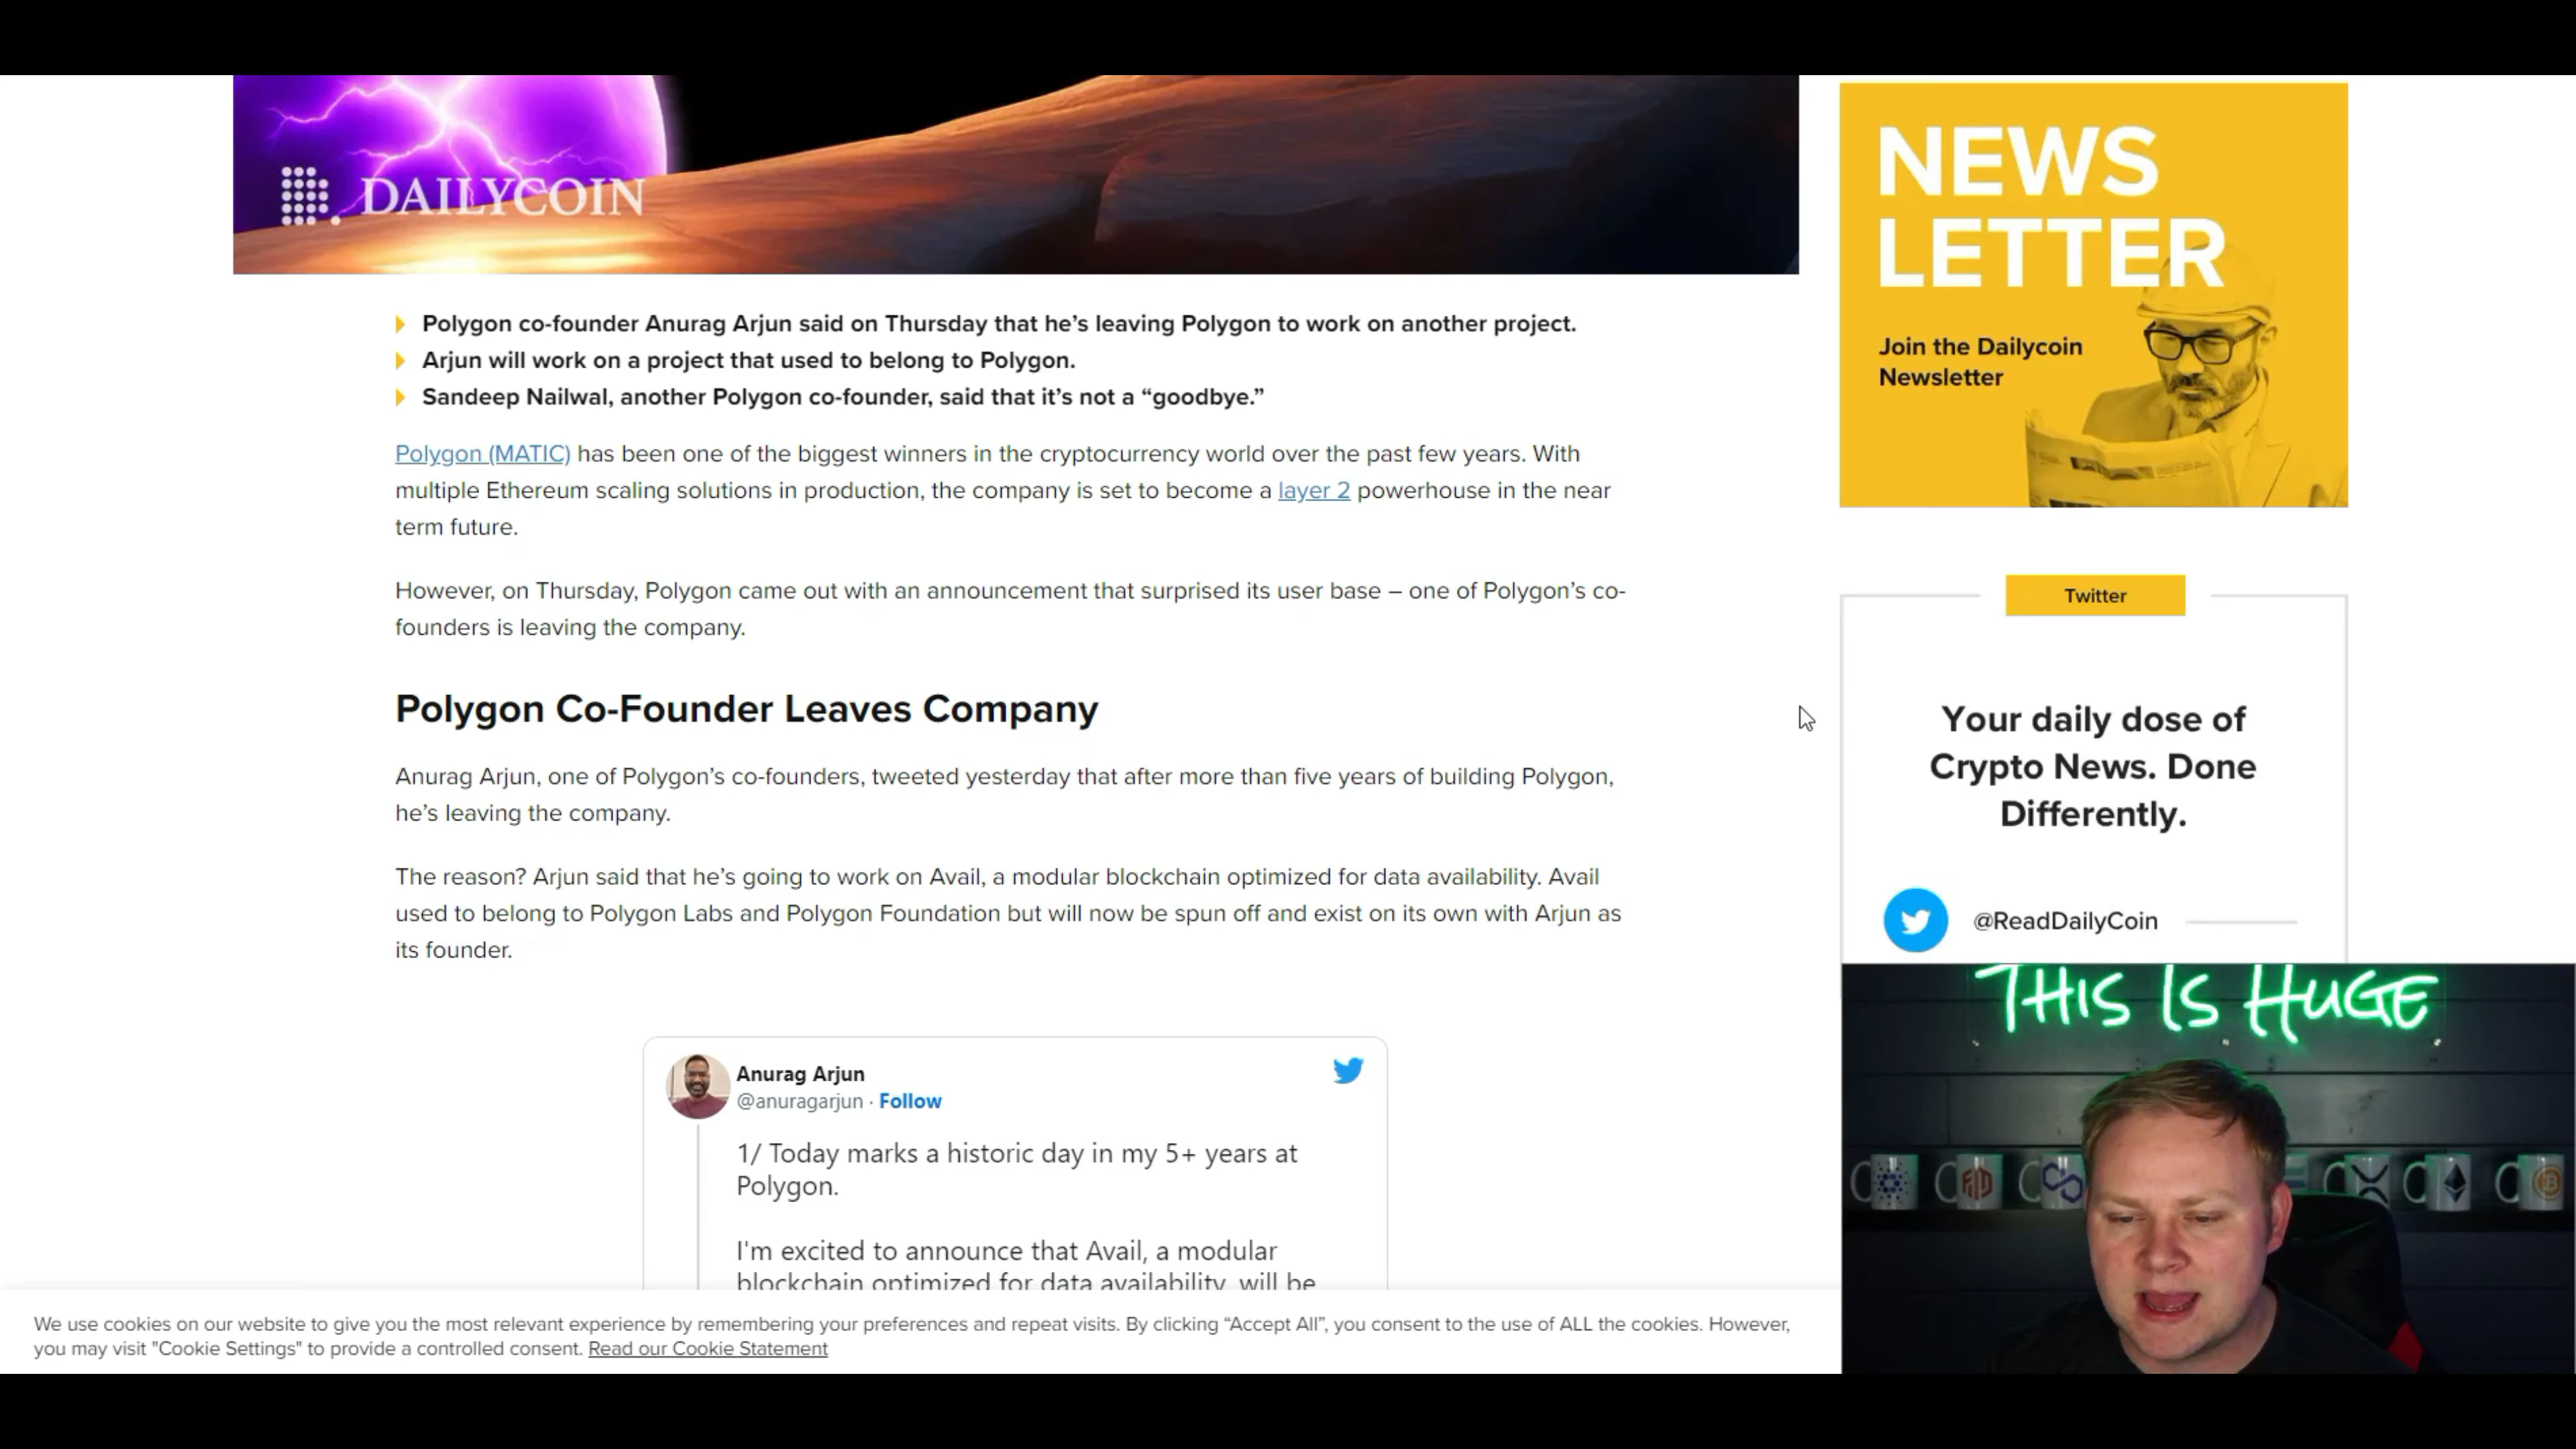 DAILYCOIN
Polygon co-founder Anurag Arjun said on Thursday that he's leaving Polygon to work on another project.
Arjun will work on a project that used to belong to Polygon.
Sandeep Nailwal, another Polygon co-founder, said that it's not a “goodbye.”
Polygon (MATIC) has been one of the biggest winners in the cryptocurrency world over the past few years. With
multiple Ethereum scaling solutions in production, the company is set to become a layer 2 powerhouse in the near
term future.
However, on Thursday, Polygon came out with an announcement that surprised its user base – one of Polygon's co-
founders is leaving the company.
Polygon Co-Founder Leaves Company
Anurag Arjun, one of Polygon's co-founders, tweeted yesterday that after more than five years of building Polygon,
he's leaving the company.
The reason? Arjun said that he's going to work on Avail, a modular blockchain optimized for data availability. Avail
used to belong to Polygon Labs and Polygon Foundation but will now be spun off and exist on its own with Arjun as
its founder.
Anurag Arjun
@anuragarjun · Follow
1/ Today marks a historic day in my 5+ years at
Polygon.
I'm excited to announce that Avail, a modular
blockchain optimized for data availability, will be
We use cookies on our website to give you the most relevant experience by remembering your preferences and repeat visits. By clicking “Accept All”, you consent to the use of ALL the cookies. However,
you may visit "Cookie Settings" to provide a controlled consent. Read our Cookie Statement
NEWS
LETTER
Join the Dailycoin
Newsletter
Twitter
Your daily dose of
Crypto News. Done
Differently.
@ReadDailyCoin
THIS IS HUGE